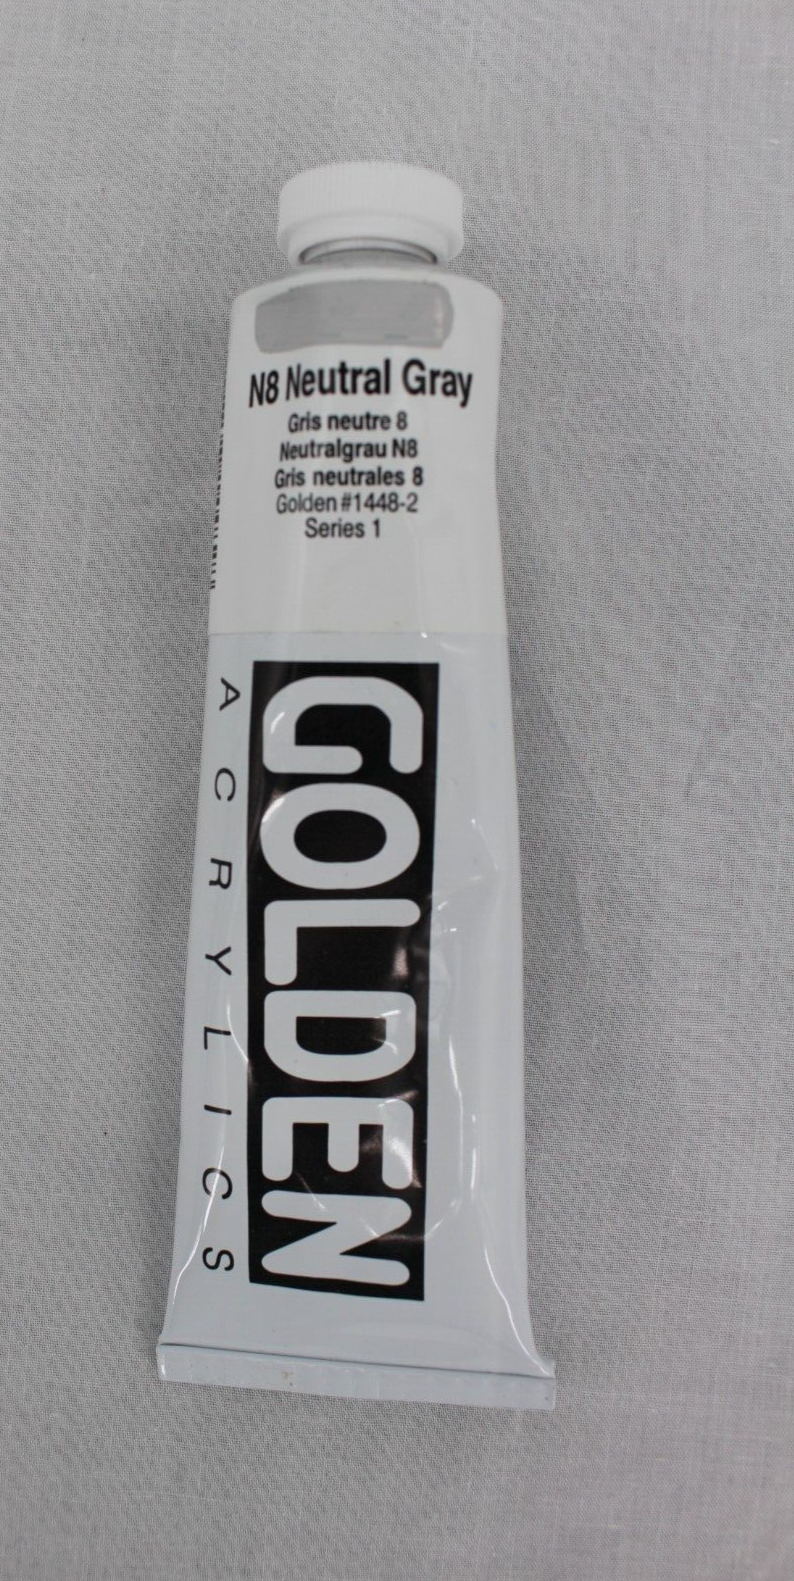 N8 Neutral Gray
Gris neutre 8
Neutralgrau N8
Gris neutrales 8
Golden #1448-2
Series 1
GOLDEN
ACRYLICS